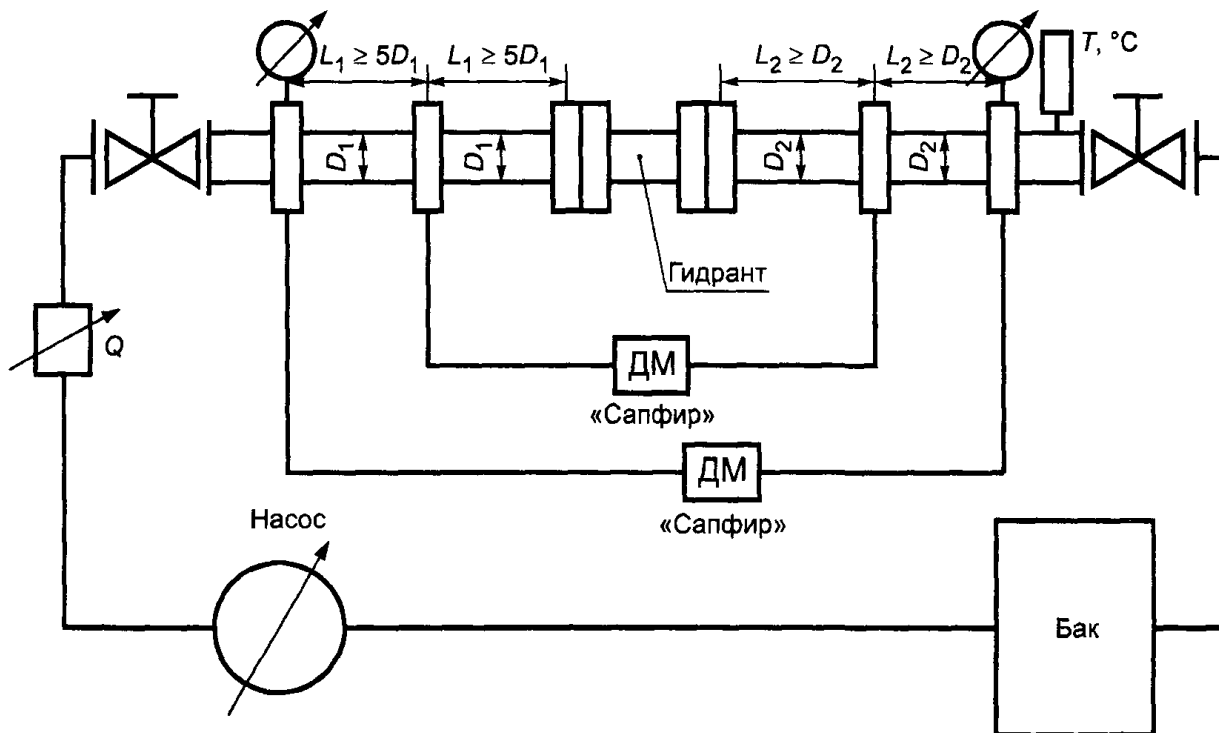 L₁ ≥ 5D₁
L₁ ≥ 5D₁
L₂ ≥ D₂
L₂ ≥ D₂
T, °C
D₁
D₁
D₂
D₂
Гидрант
Q
ДМ
«Сапфир»
ДМ
«Сапфир»
Насос
Бак